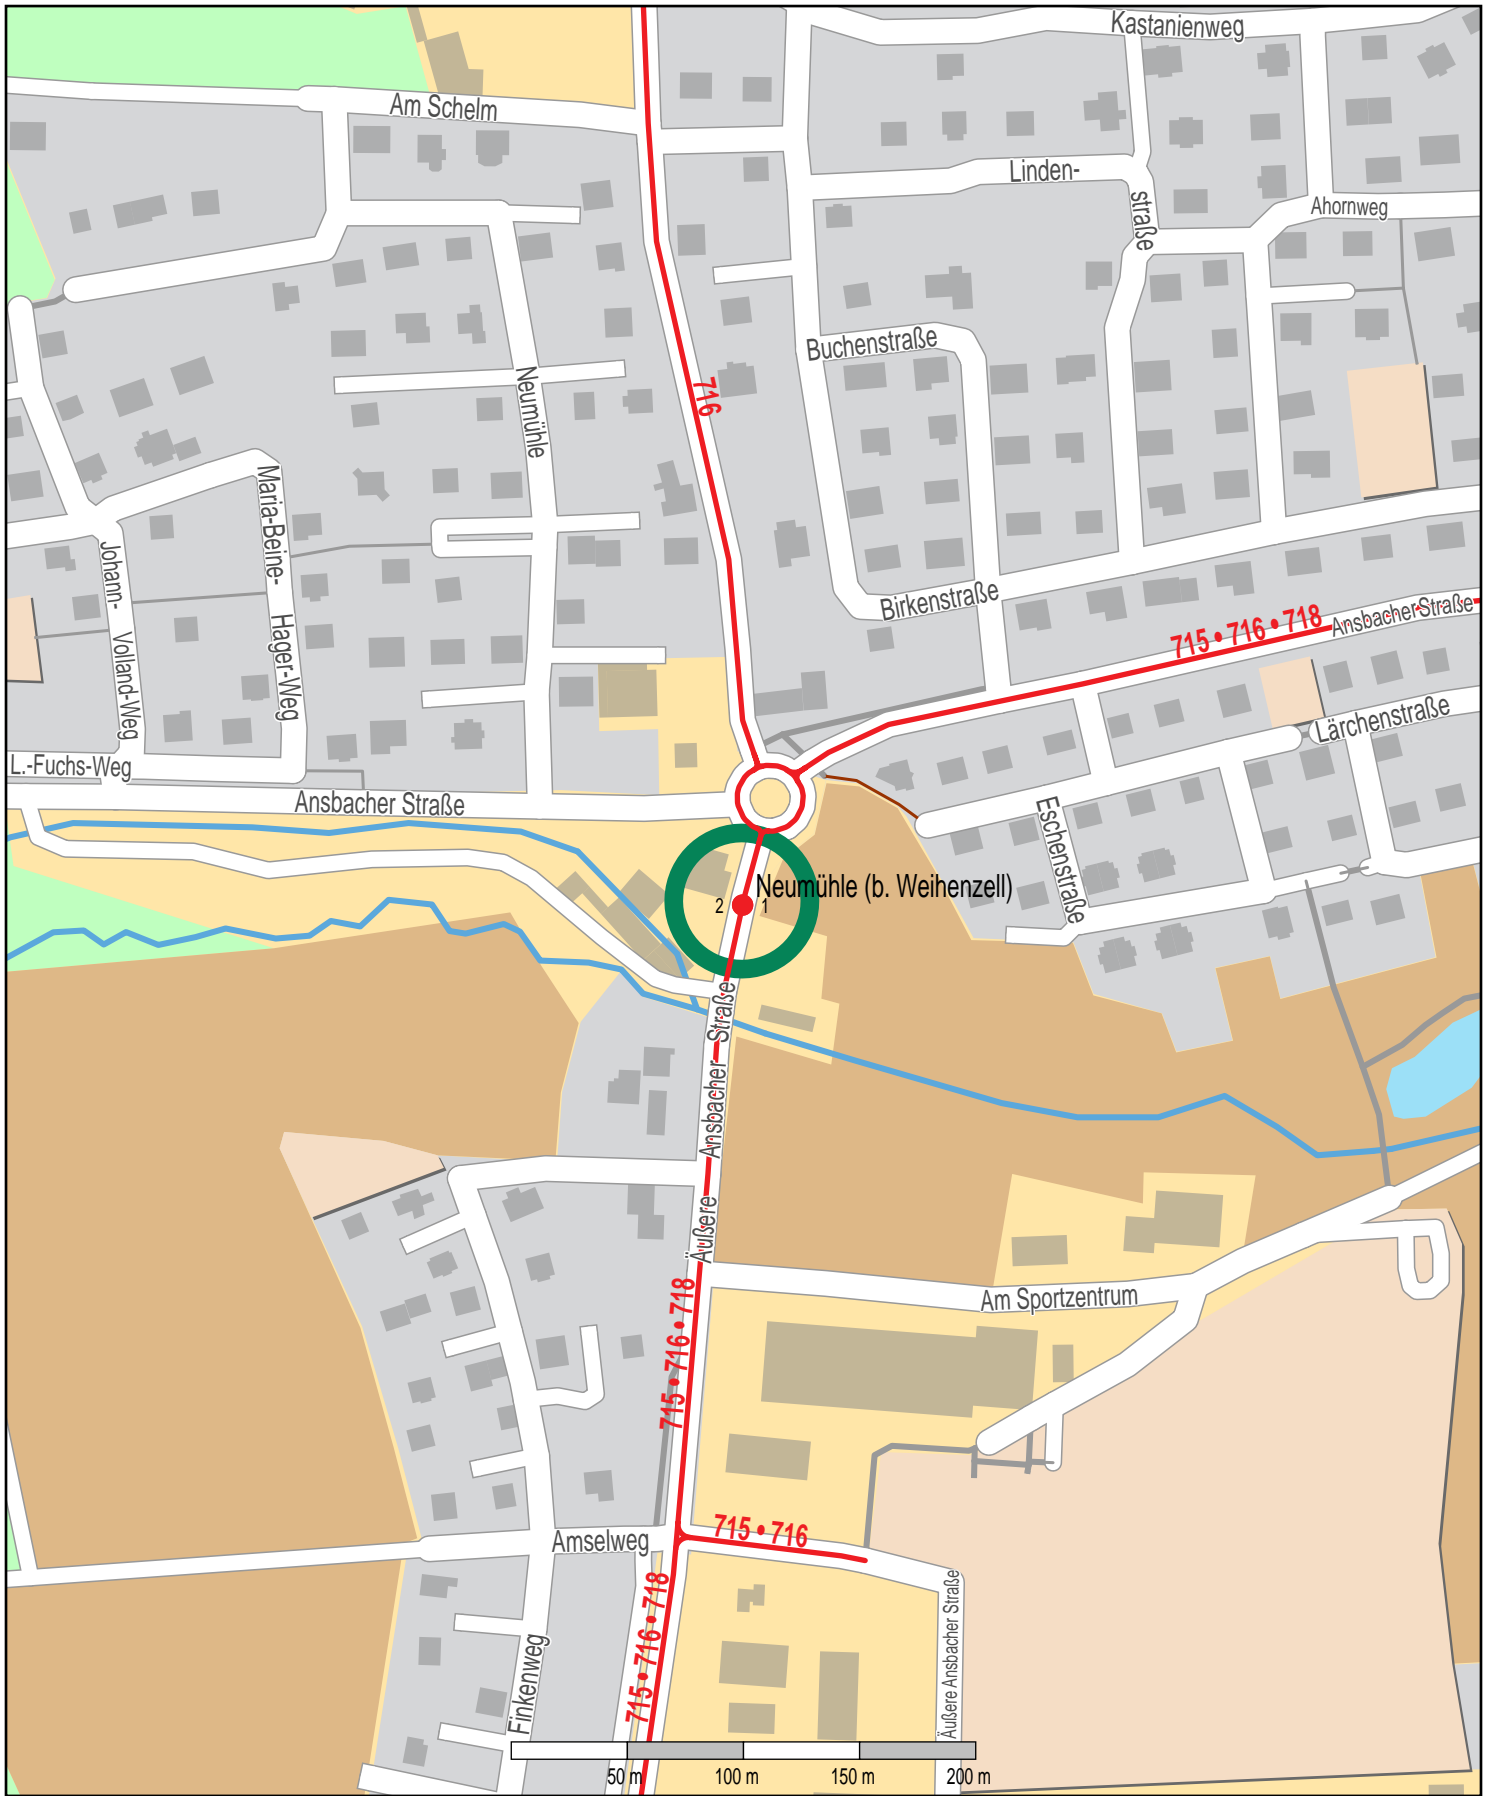 Kastanienweg
Am Schelm
Linden-
straße
Ahornweg
Buchenstraße
716
Neumühle
Maria-Beine-
Hager-Weg
Johann-
Volland-Weg
Birkenstraße
715 • 716 • 718
Ansbacher Straße
Lärchenstraße
L.-Fuchs-Weg
Ansbacher Straße
Eschenstraße
Neumühle (b. Weihenzell)
2
1
Äußere Ansbacher Straße
Am Sportzentrum
715 • 716 • 718
715 • 716
Amselweg
715 • 716 • 718
Finkenweg
Äußere Ansbacher Straße
50 m
100 m
150 m
200 m